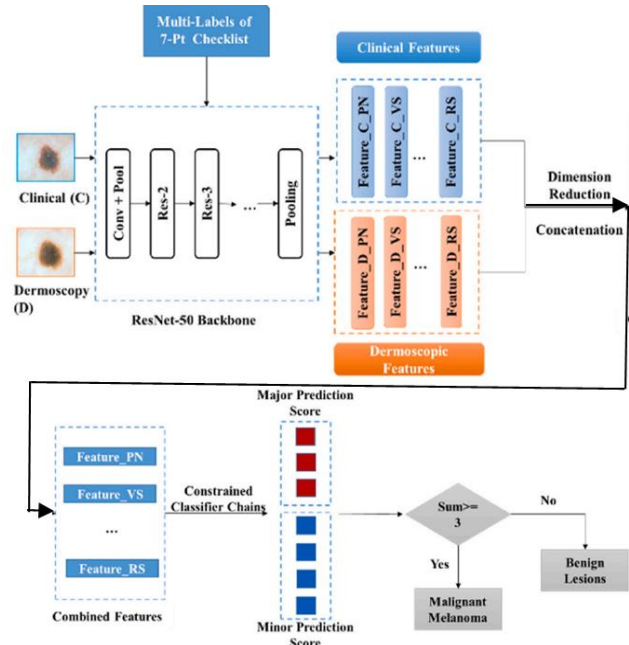 Multi-Labels of
7-Pt Checklist
Clinical Features
Clinical (C)
Dermoscopy
(D)
Conv + Pool
Res-2
Res-3
...
Pooling
ResNet-50 Backbone
Feature_C_PN
Feature_C_VS
...
Feature_C_RS
Feature_D_PN
Feature_D_VS
...
Feature_D_RS
Dermoscopic
Features
Dimension
Reduction
Concatenation
Feature_PN
Feature_VS
...
Feature_RS
Combined Features
Constrained
Classifier Chains
Major Prediction
Score
Minor Prediction
Score
Sum>=
3
No
Yes
Benign
Lesions
Malignant
Melanoma